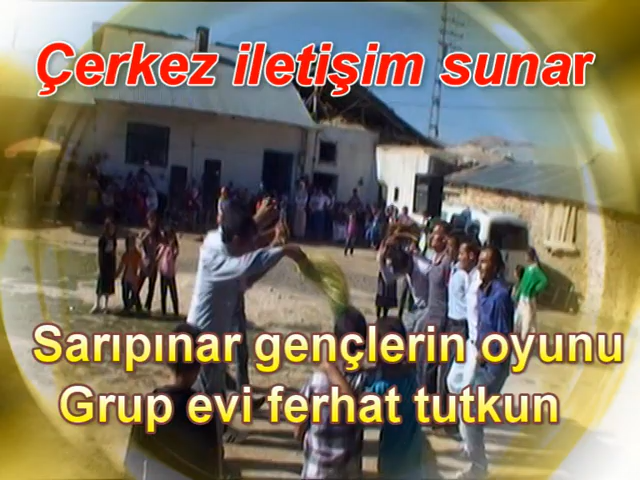 Çerkez iletişim sunar
Sarıpınar gençlerin oyunu
Grup evi ferhat tutkun